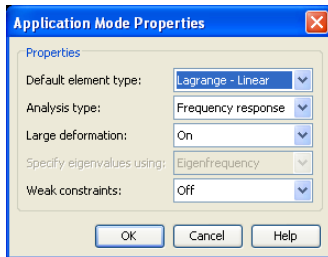 Application Mode Properties
Properties
Default element type: Lagrange - Linear
Analysis type: Frequency response
Large deformation: On
Specify eigenvalues using: Eigenfrequency
Weak constraints: Off
OK Cancel Help